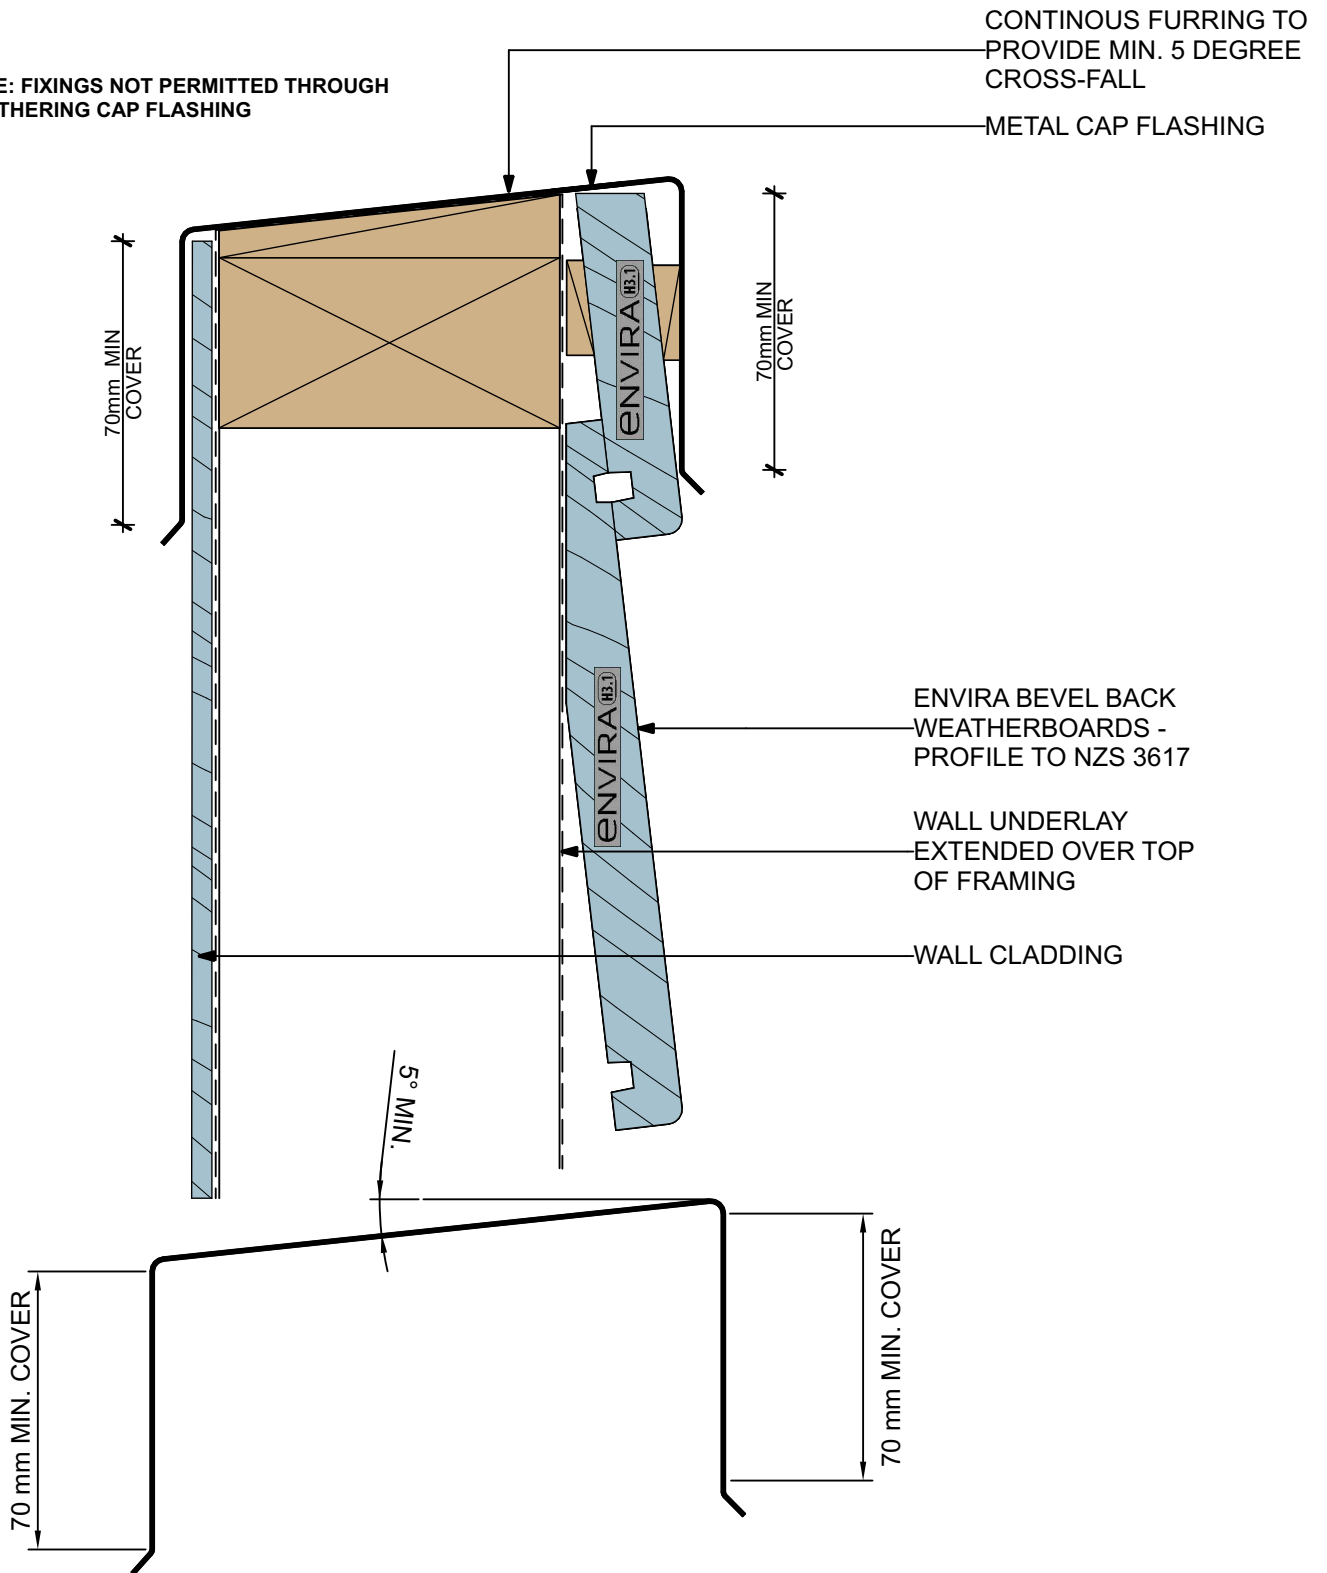 CONTINOUS FURRING TO
PROVIDE MIN. 5 DEGREE
CROSS-FALL
E: FIXINGS NOT PERMITTED THROUGH
THERING CAP FLASHING
METAL CAP FLASHING
70mm MIN
COVER
70mm MIN
COVER
eNVIRA H3.1
eNVIRA H3.1
ENVIRA BEVEL BACK
WEATHERBOARDS -
PROFILE TO NZS 3617
WALL UNDERLAY
EXTENDED OVER TOP
OF FRAMING
WALL CLADDING
5° MIN.
70 mm MIN. COVER
70 mm MIN. COVER